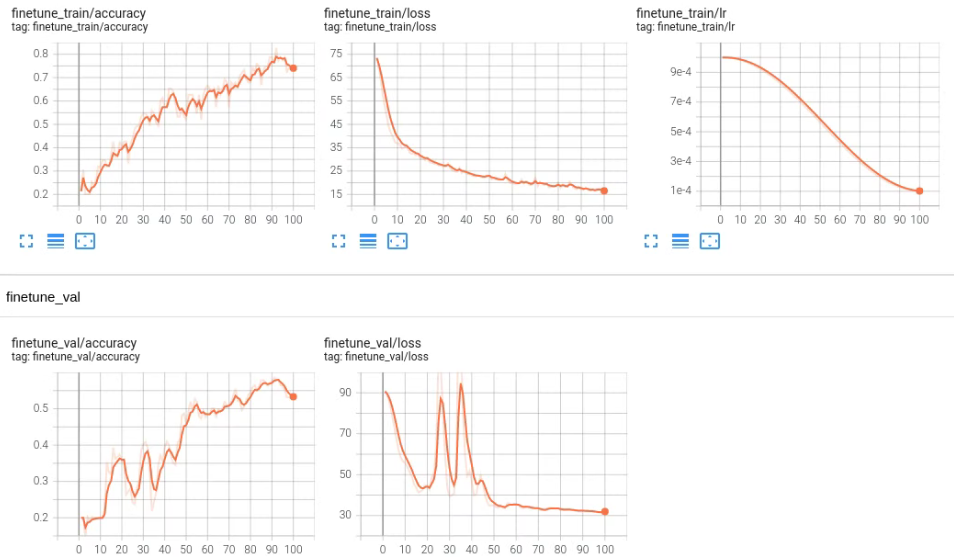 finetune_train/accuracy
tag: finetune_train/accuracy
0.8
0.7
0.6
0.5
0.4
0.3
0.2
0 10 20 30 40 50 60 70 80 90 100
finetune_train/loss
tag: finetune_train/loss
75
65
55
45
35
25
15
0 10 20 30 40 50 60 70 80 90 100
finetune_train/lr
tag: finetune_train/lr
9e-4
7e-4
5e-4
3e-4
1e-4
0 10 20 30 40 50 60 70 80 90 100
finetune_val
finetune_val/accuracy
tag: finetune_val/accuracy
0.5
0.4
0.3
0.2
0 10 20 30 40 50 60 70 80 90 100
finetune_val/loss
tag: finetune_val/loss
90
70
50
30
0 10 20 30 40 50 60 70 80 90 100